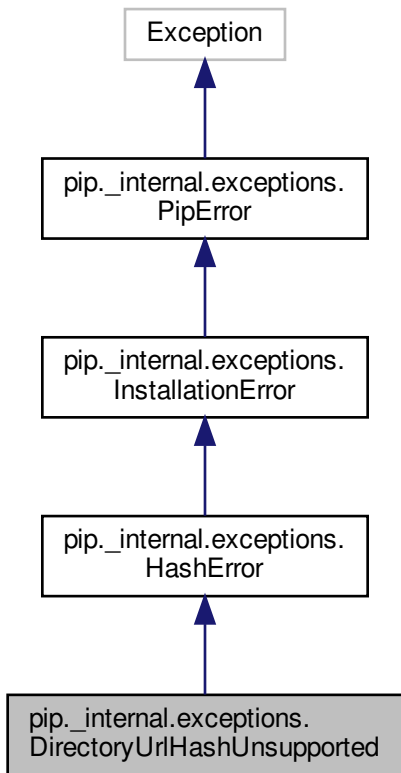 Exception
pip._internal.exceptions.
PipError
pip._internal.exceptions.
InstallationError
pip._internal.exceptions.
HashError
pip._internal.exceptions.
DirectoryUrlHashUnsupported